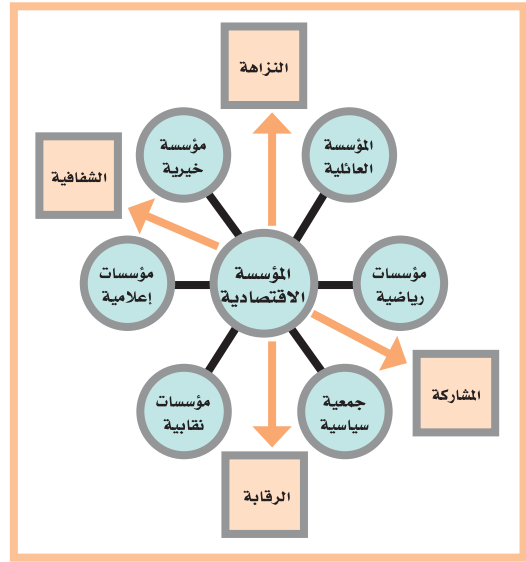 النزاهة
المؤسسة
العائلية
مؤسسة
خيرية
الشفافية
مؤسسات
رياضية
المؤسسة
الاقتصادية
مؤسسات
إعلامية
المشاركة
جمعية
سياسية
مؤسسات
نقابية
الرقابة